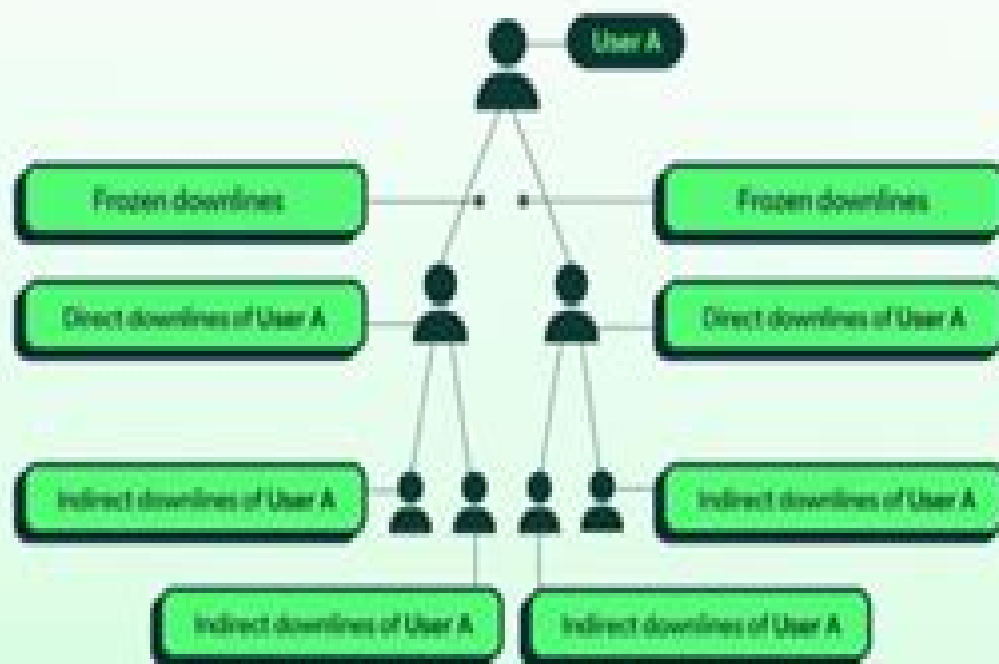 User A
Frozen downlines
Frozen downlines
Direct downlines of User A
Direct downlines of User A
Indirect downlines of User A
Indirect downlines of User A
Indirect downlines of User A
Indirect downlines of User A